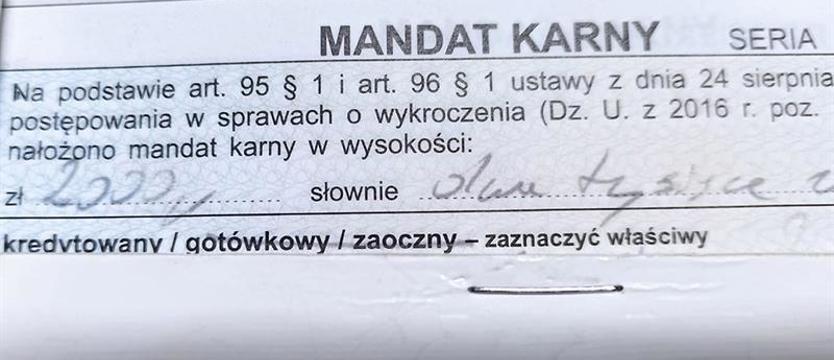 MANDAT KARNY SERIA
Na podstawie art. 95 § 1 i art. 96 § 1 ustawy z dnia 24 sierpnia
postępowania w sprawach o wykroczenia (Dz. U. z 2016 r. poz.
nałożono mandat karny w wysokości:
zł 2000,, słownie dwa tysiące z
kredytowany / gotówkowy / zaoczny – zaznaczyć właściwy